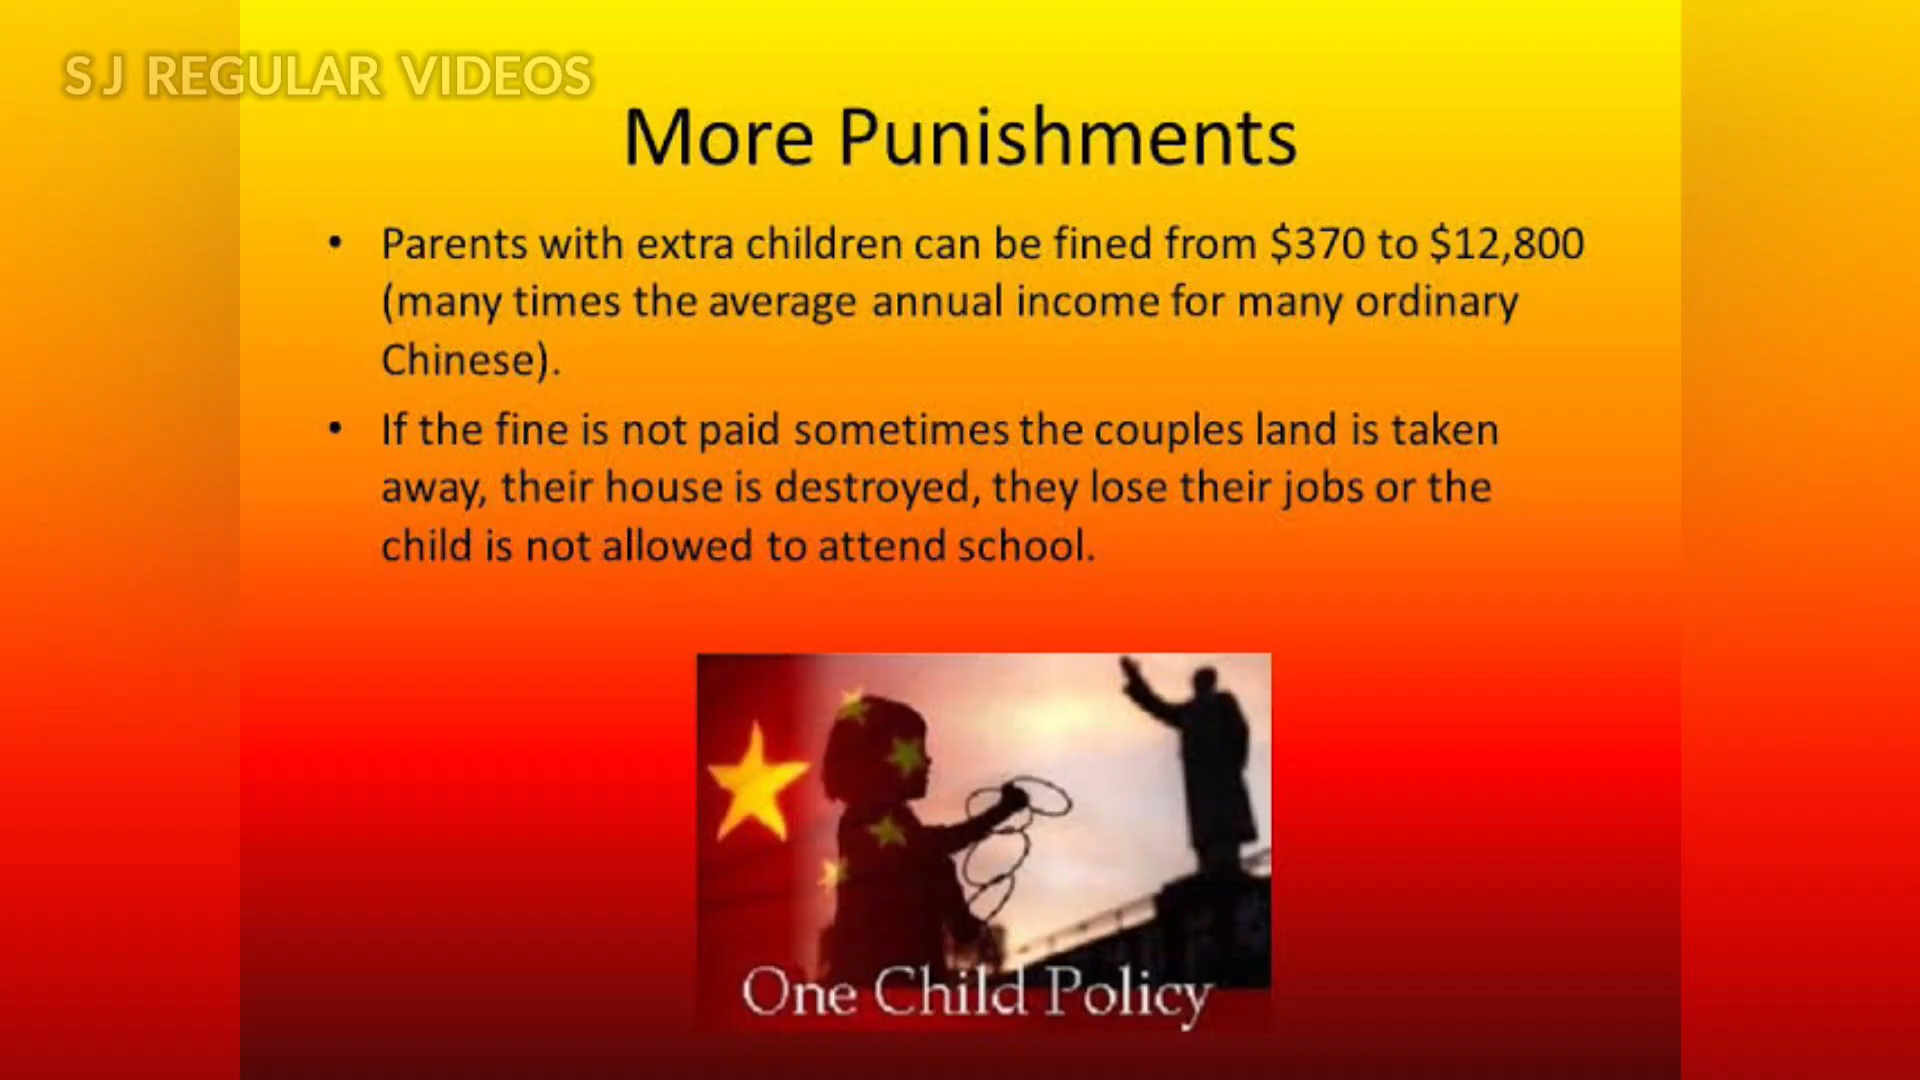 S J REGULAR VIDEOS
More Punishments
• Parents with extra children can be fined from $370 to $12,800
(many times the average annual income for many ordinary
Chinese).
• If the fine is not paid sometimes the couples land is taken
away, their house is destroyed, they lose their jobs or the
child is not allowed to attend school.
One Child Policy